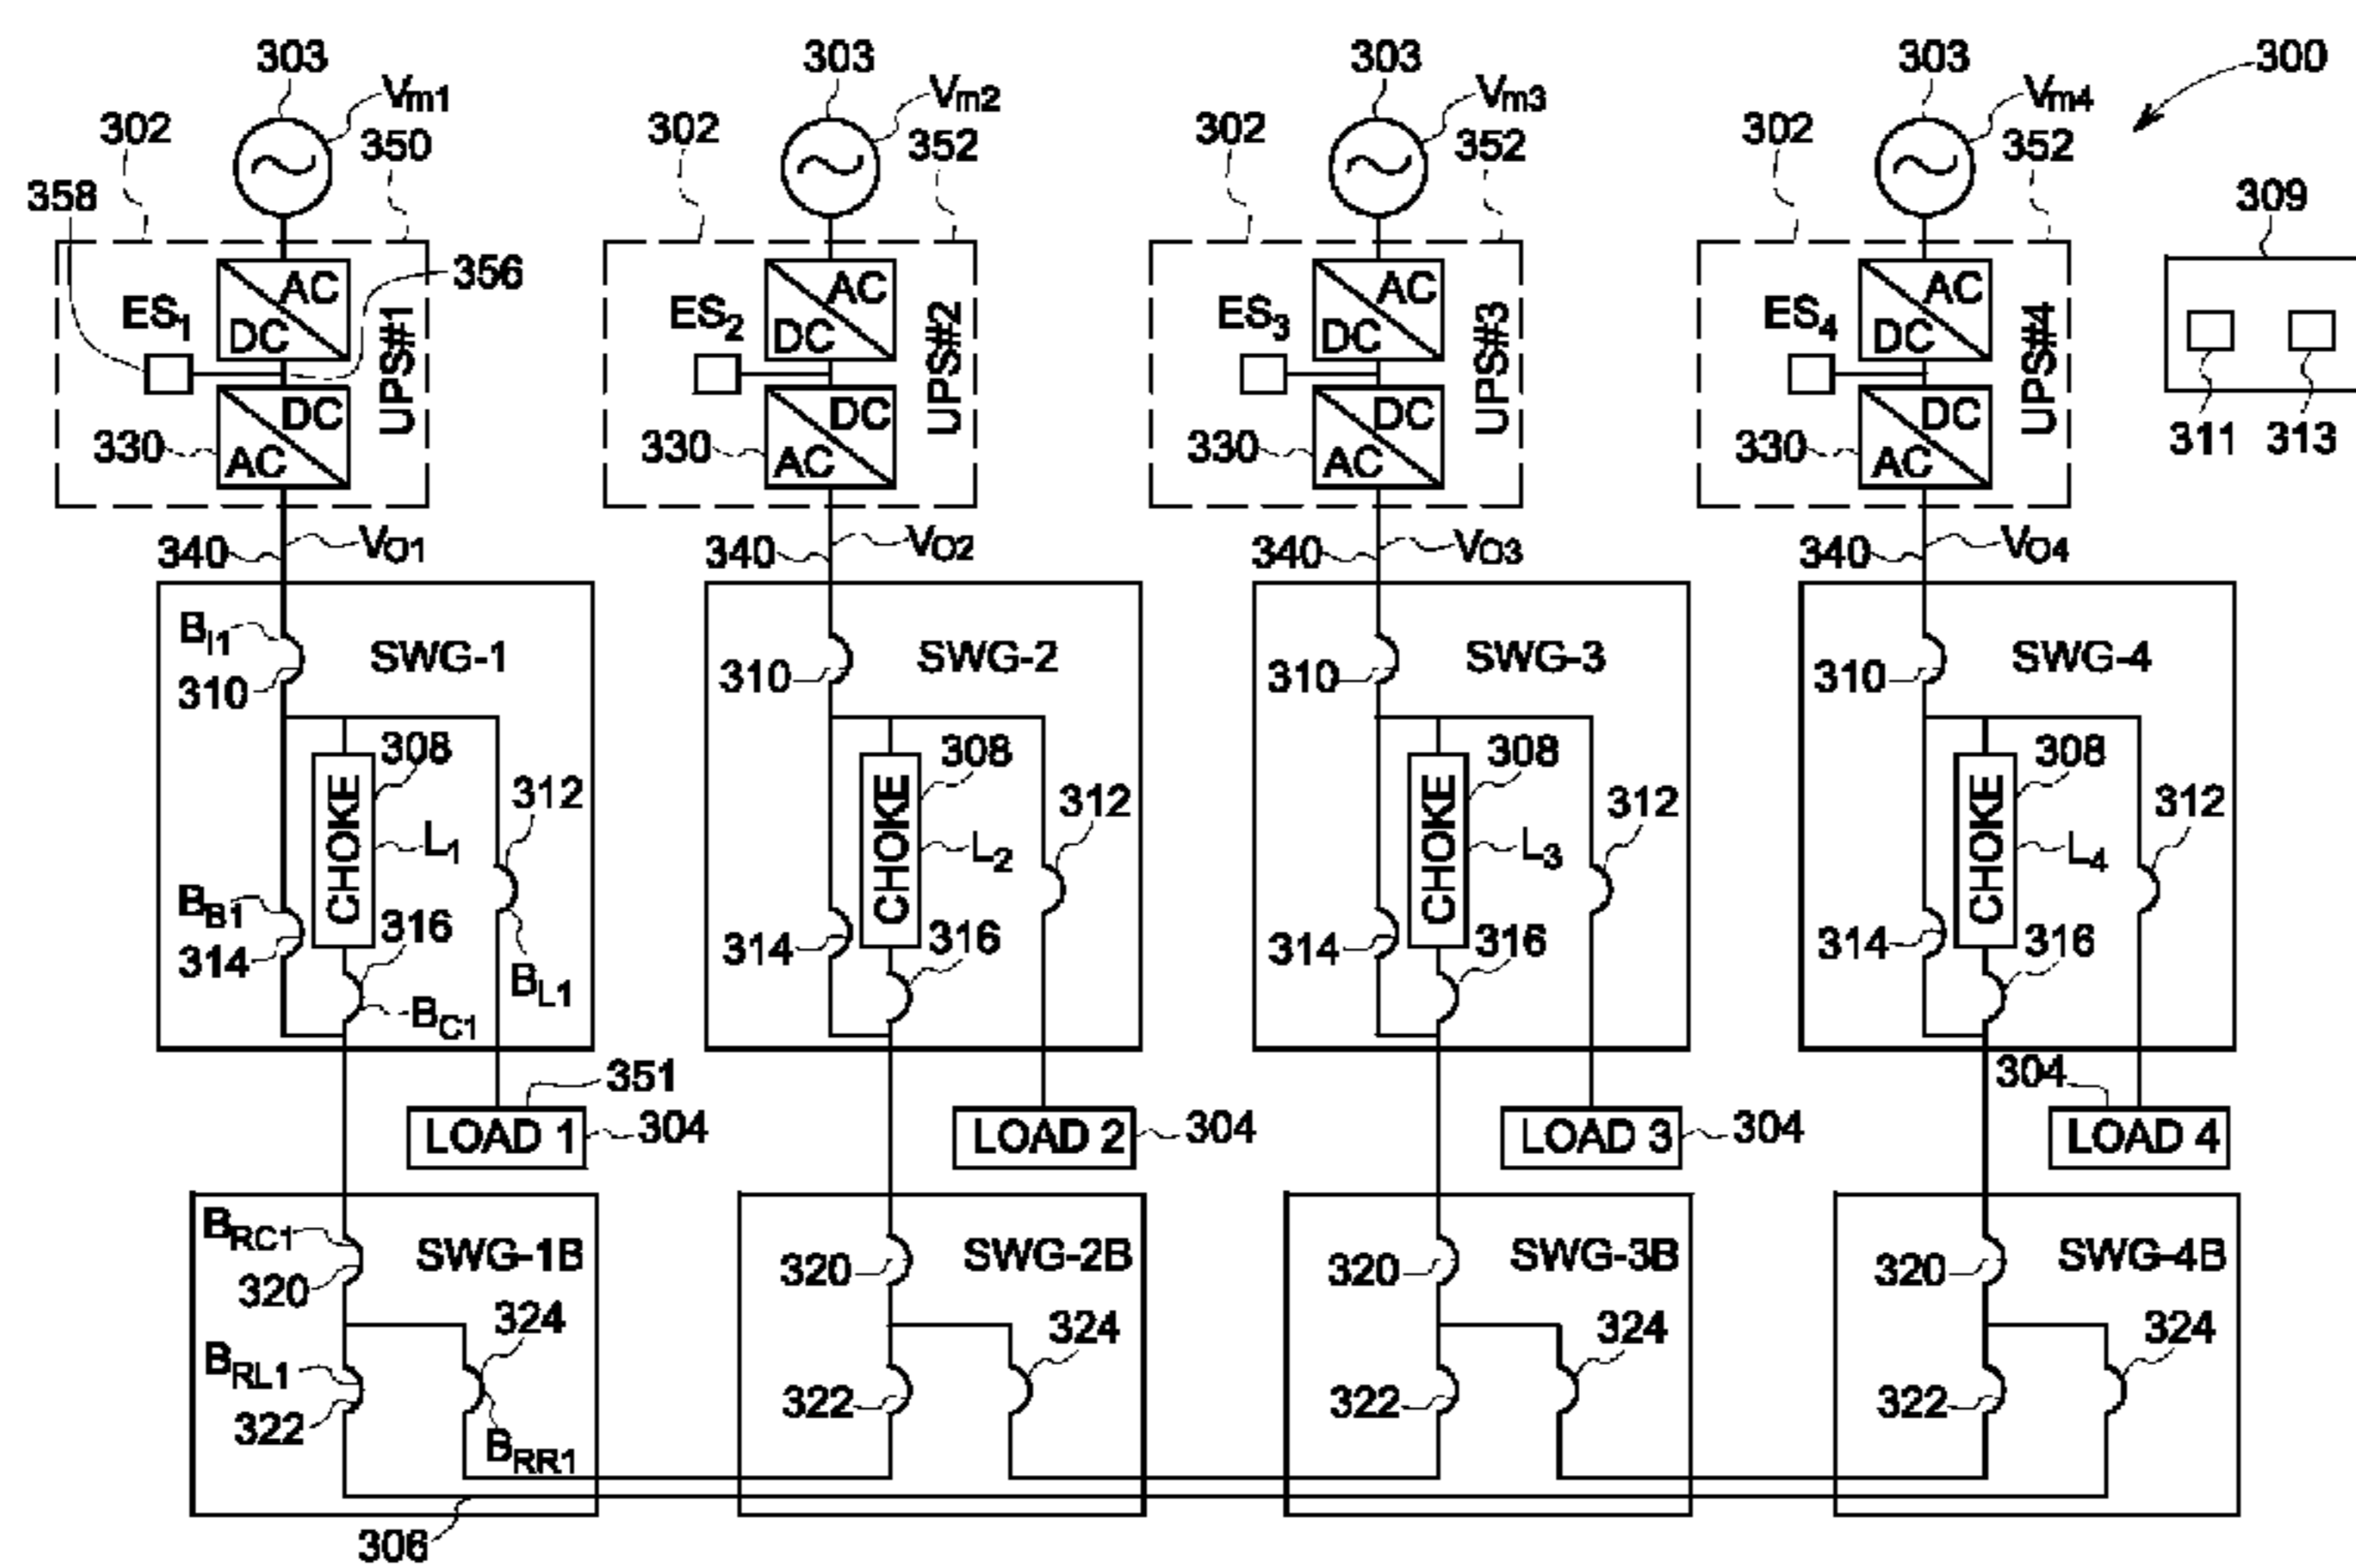 303 303 303 303 300
Vm1 Vm2 Vm3 Vm4
302 350 302 352 302 352 302 352
358 309
356
ES1 AC DC UPS#1 ES2 AC DC UPS#2 ES3 AC DC UPS#3 ES4 AC DC UPS#4
330 DC AC 330 DC AC 330 DC AC 330 DC AC 311 313
340 VO1 340 VO2 340 VO3 340 VO4
BI1 SWG-1 SWG-2 SWG-3 SWG-4
310 310 310 310
308 308 308 308
312 312 312 312
CHOKE L1 CHOKE L2 CHOKE L3 CHOKE L4
BB1 316 316 316 316
314 314 314 314
BL1
BC1
351 304
LOAD 1 304 LOAD 2 304 LOAD 3 304 LOAD 4
BRC1 SWG-1B SWG-2B SWG-3B SWG-4B
320 320 320 320
324 324 324 324
BRL1
322 322 322 322
BRR1
306